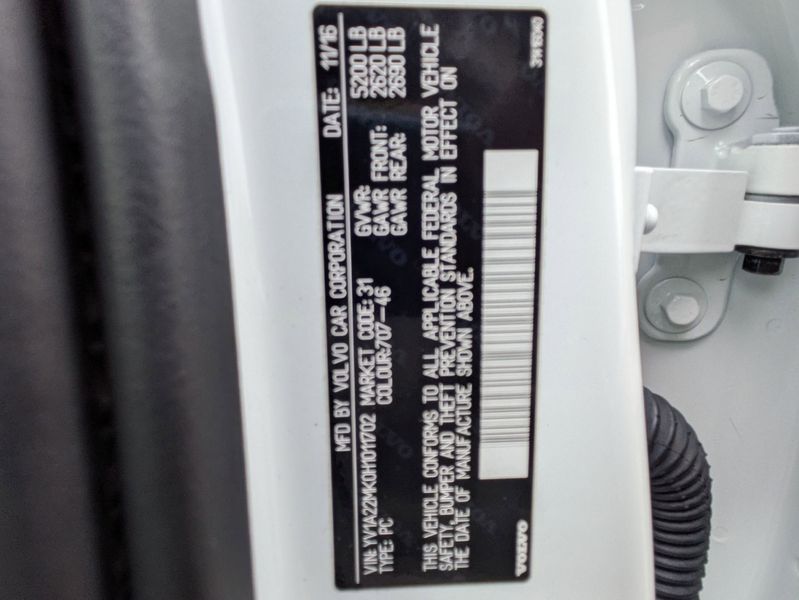 MFD BY VOLVO CAR CORPORATION DATE: 11/16
VIN: YV1A22MK0H1011702 MARKET CODE: 31 GVWR: 5200 LB
TYPE: PC COLOUR:707-46 GAWR FRONT: 2620 LB
GAWR REAR: 2690 LB
THIS VEHICLE CONFORMS TO ALL APPLICABLE FEDERAL MOTOR VEHICLE
SAFETY, BUMPER AND THEFT PREVENTION STANDARDS IN EFFECT ON
THE DATE OF MANUFACTURE SHOWN ABOVE.
VOLVO